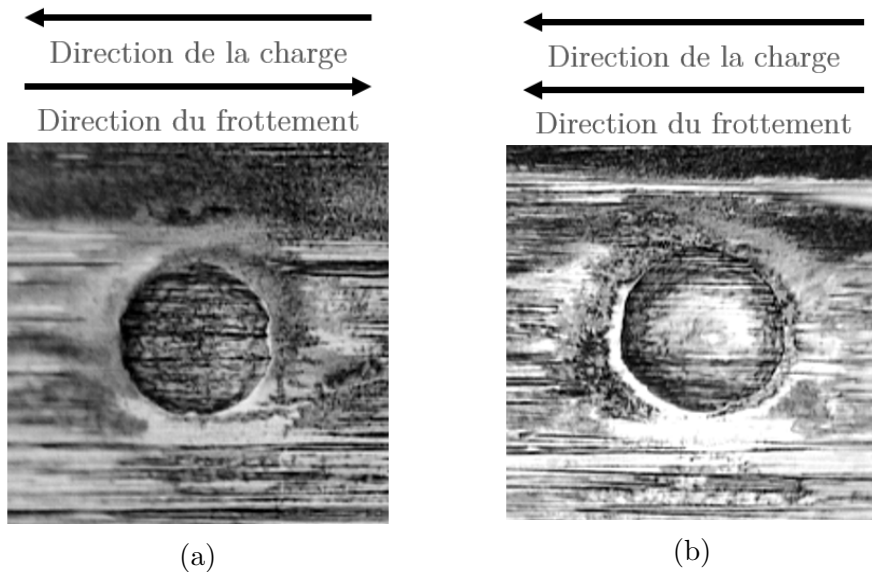 Direction de la charge
Direction du frottement
(a)
Direction de la charge
Direction du frottement
(b)